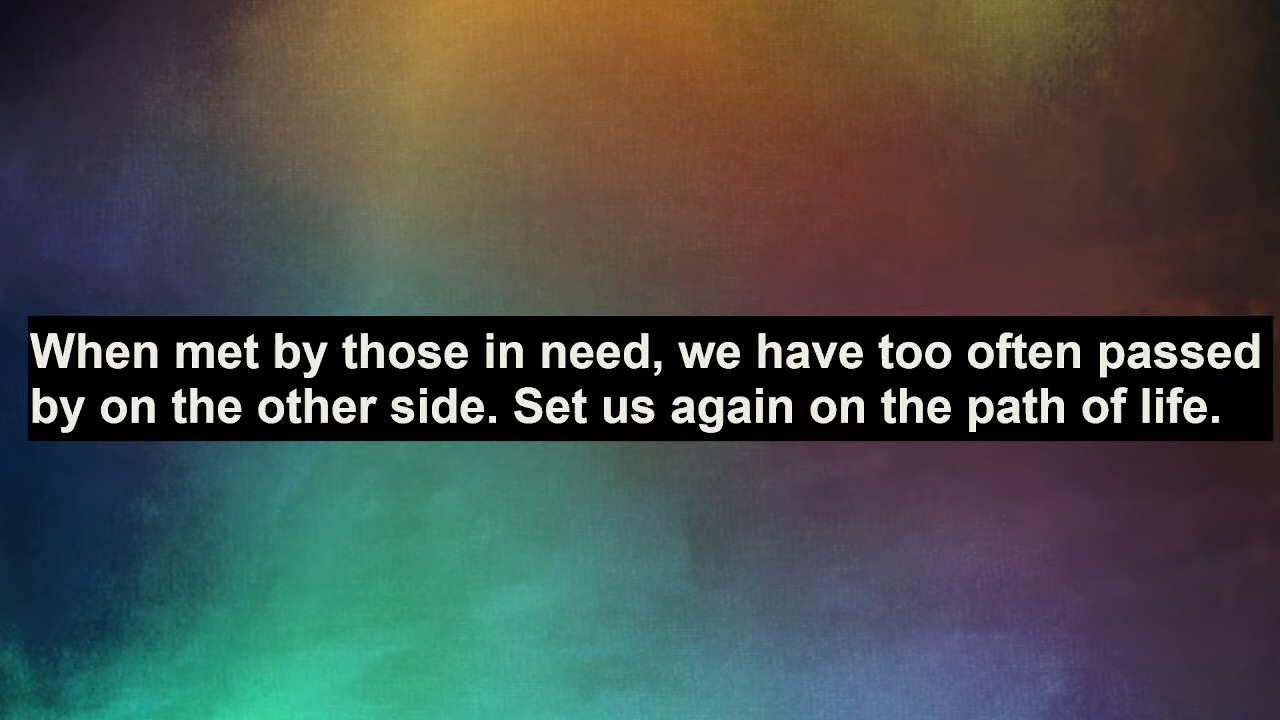 When met by those in need, we have too often passed
by on the other side. Set us again on the path of life.